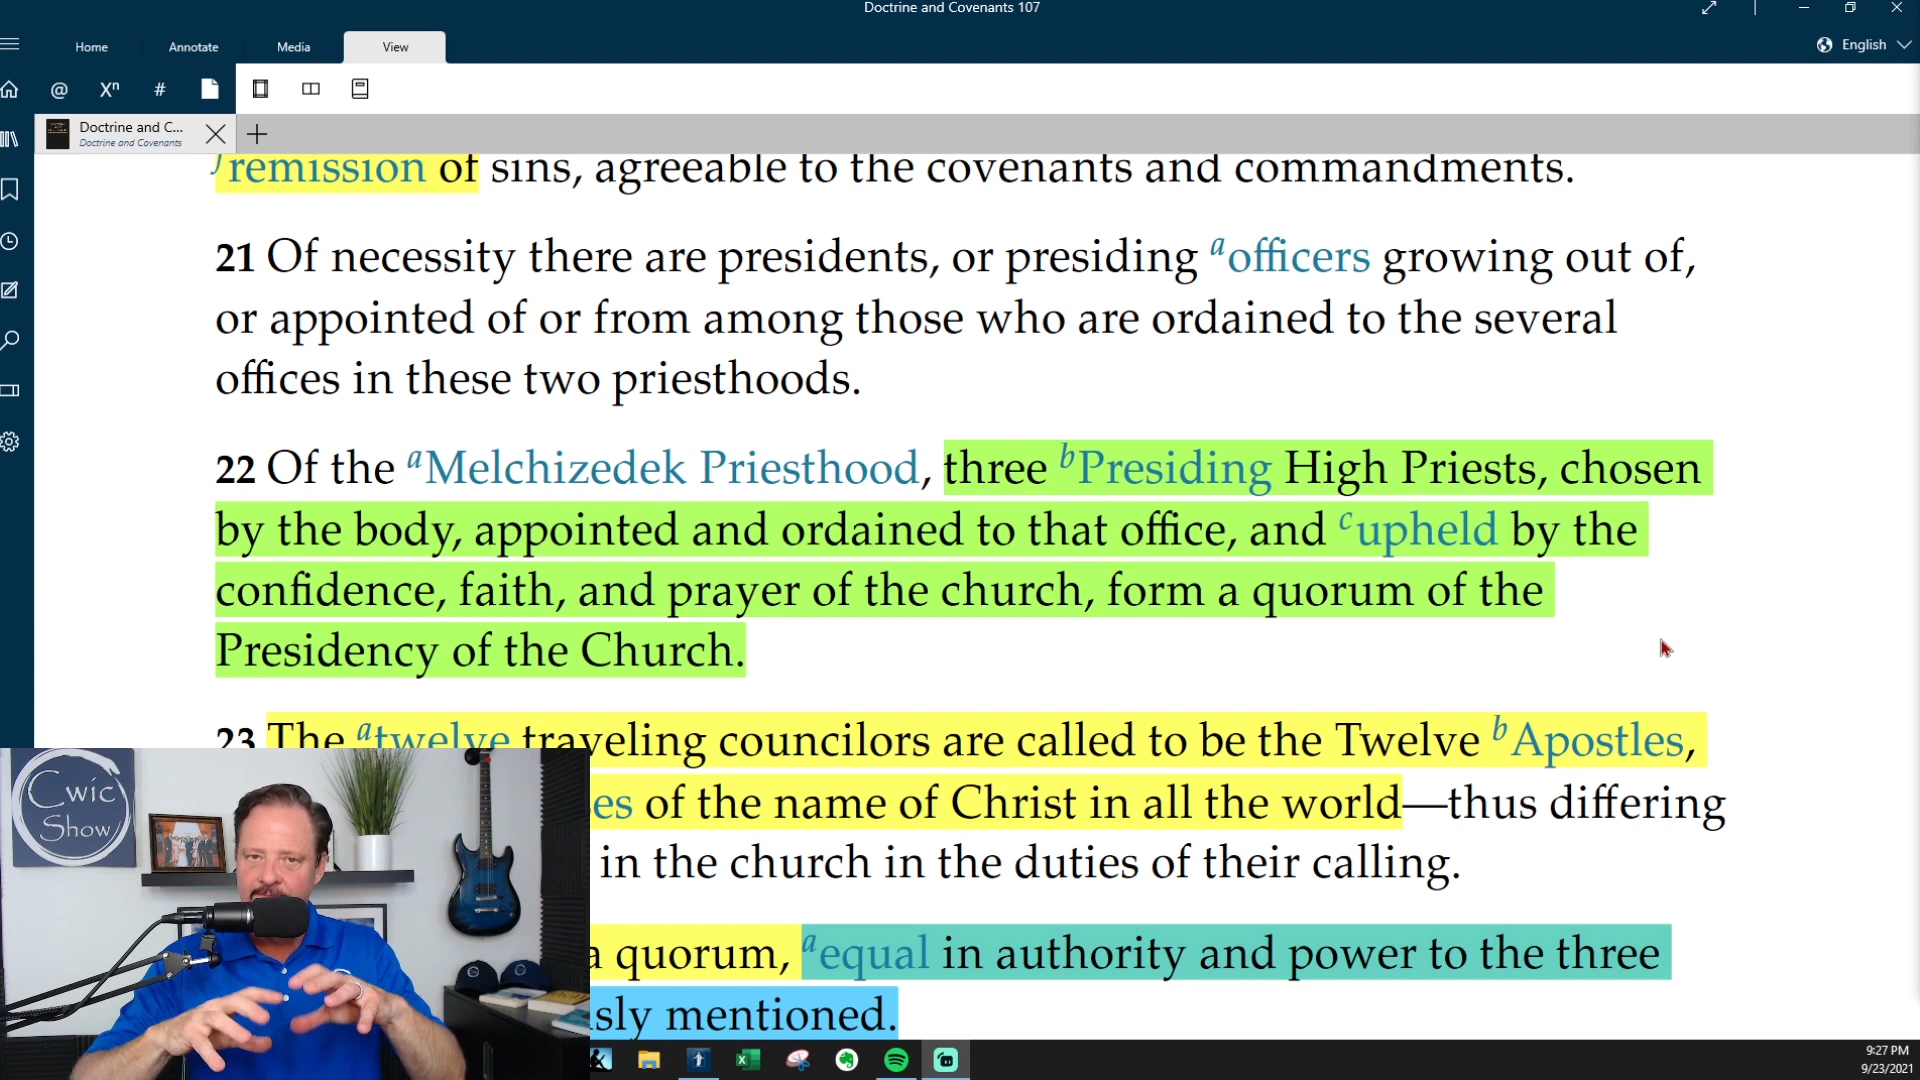 Doctrine and Covenants 107
Home Annotate Media View
English
@ Xⁿ #
Doctrine and C...
Doctrine and Covenants
remission of sins, agreeable to the covenants and commandments.
21 Of necessity there are presidents, or presiding a officers growing out of,
or appointed of or from among those who are ordained to the several
offices in these two priesthoods.
22 Of the a Melchizedek Priesthood, three b Presiding High Priests, chosen
by the body, appointed and ordained to that office, and c upheld by the
confidence, faith, and prayer of the church, form a quorum of the
Presidency of the Church.
23 The a twelve traveling councilors are called to be the Twelve b Apostles,
es of the name of Christ in all the world—thus differing
in the church in the duties of their calling.
a quorum, a equal in authority and power to the three
sly mentioned.
Cwic
Show
9:27 PM
9/23/2021